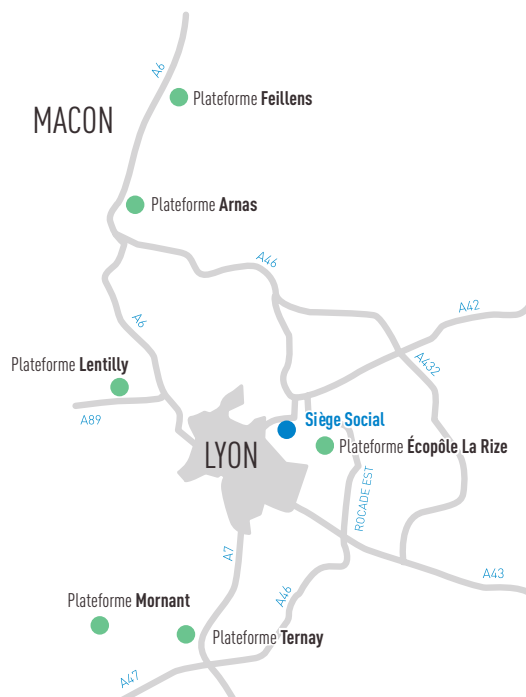 A6
Plateforme Feillens
MACON
Plateforme Arnas
A46
A42
A6
A432
Plateforme Lentilly
A89
Siège Social
Plateforme Écopôle La Rize
LYON
ROCADE EST
A7
A43
A46
Plateforme Mornant
Plateforme Ternay
A47